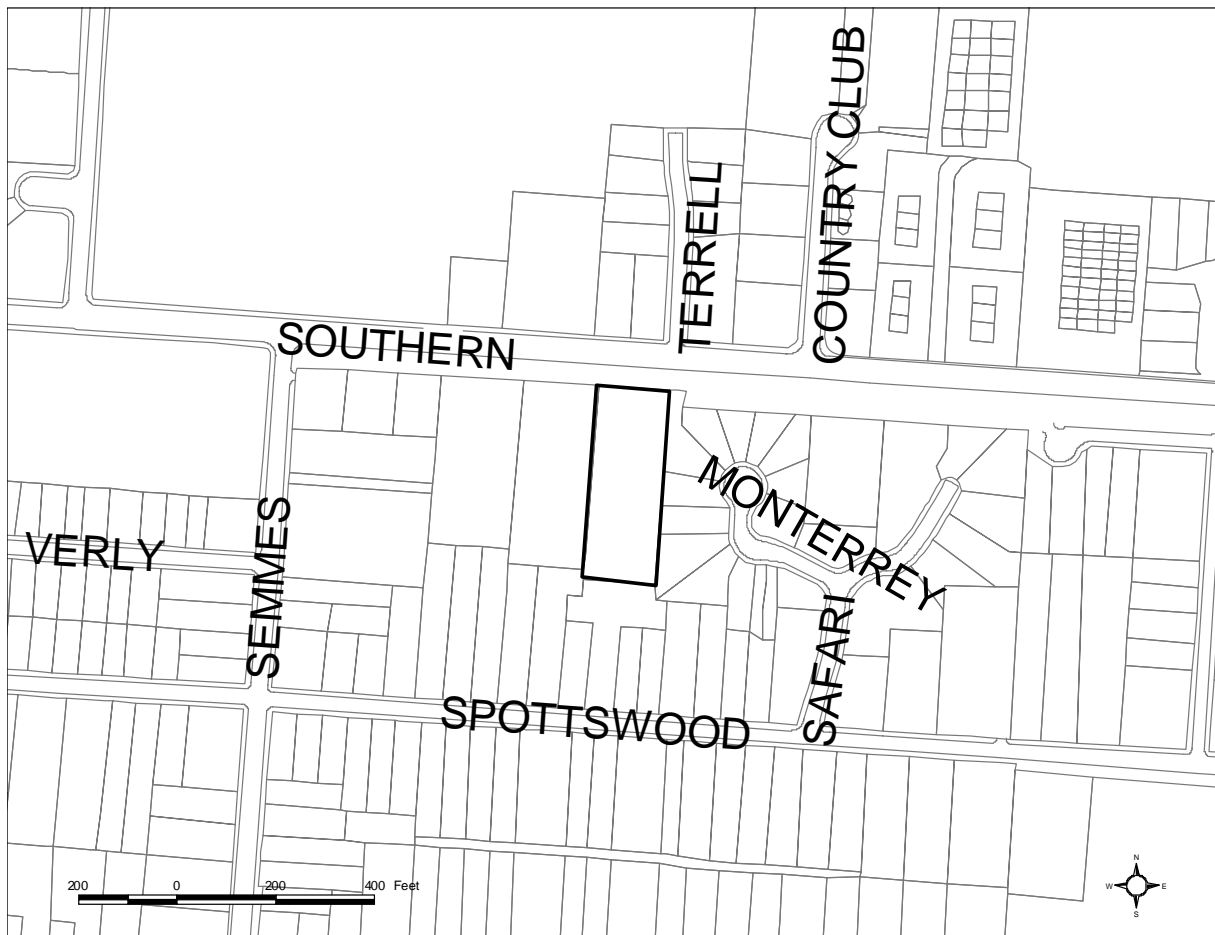 COUNTRY CLUB
TERRELL
SOUTHERN
MONTERREY
VERLY
SEMMES
SAFARI
SPOTTSWOOD
200 0 200 400 Feet
N
W E
S